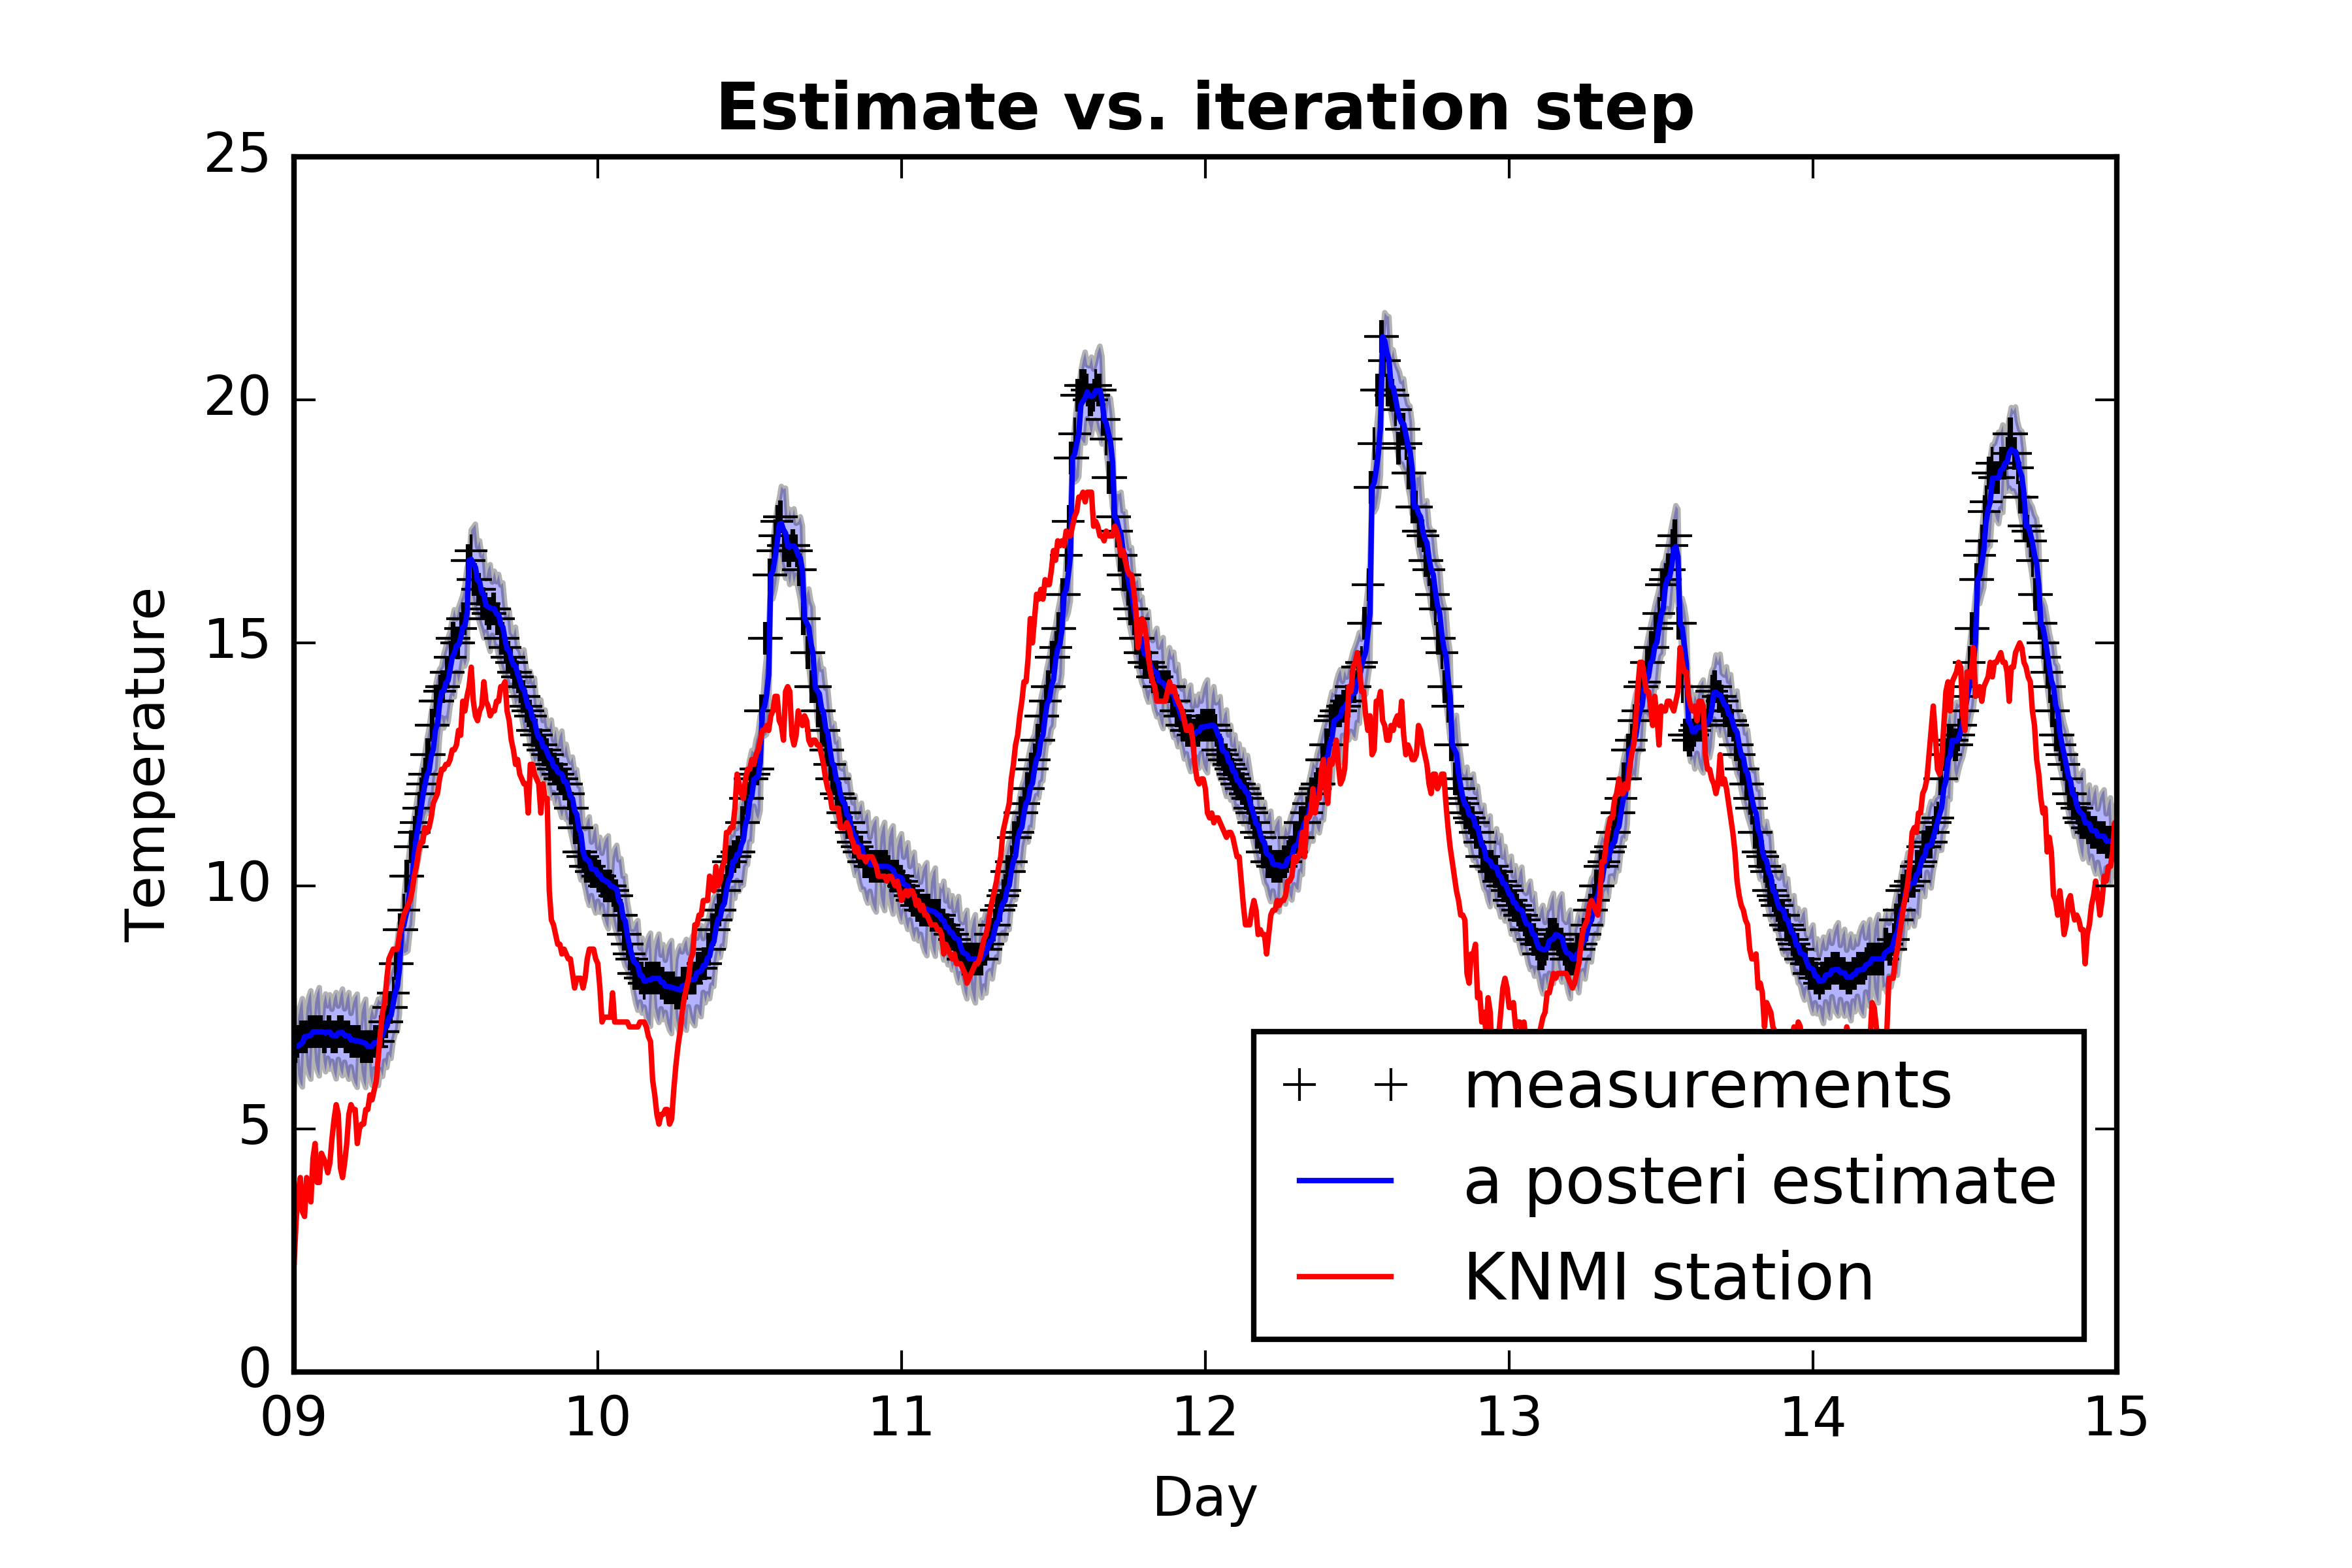 Estimate vs. iteration step
25
20
15
10
5
0
Temperature
measurements
a posteri estimate
KNMI station
09 10 11 12 13 14 15
Day